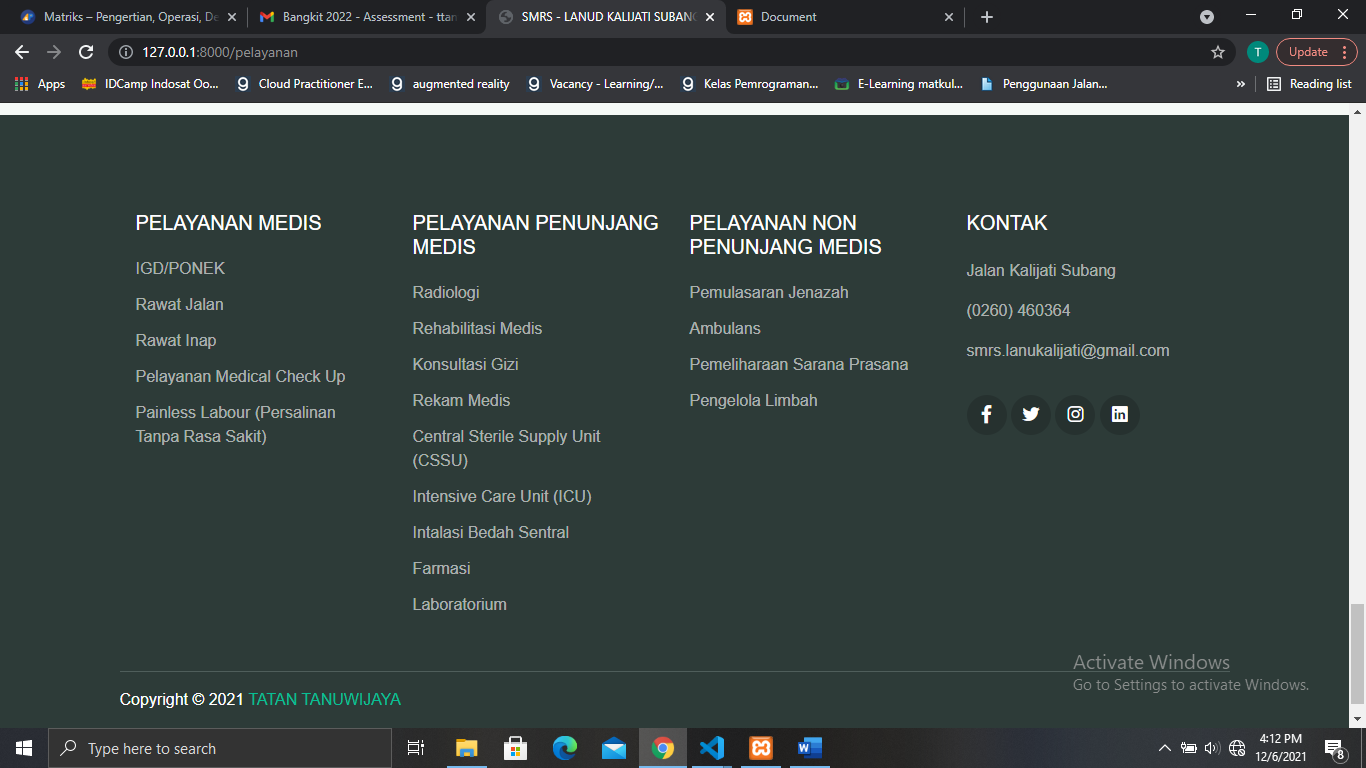 Matriks – Pengertian, Operasi, De
Bangkit 2022 - Assessment - ttan
SMRS - LANUD KALIJATI SUBANG
Document
127.0.0.1:8000/pelayanan
T
Update
Apps
IDCamp Indosat Oo...
Cloud Practitioner E...
augmented reality
Vacancy - Learning/...
Kelas Pemrograman...
E-Learning matkul...
Penggunaan Jalan...
»
Reading list
PELAYANAN MEDIS
IGD/PONEK
Rawat Jalan
Rawat Inap
Pelayanan Medical Check Up
Painless Labour (Persalinan
Tanpa Rasa Sakit)
PELAYANAN PENUNJANG
MEDIS
Radiologi
Rehabilitasi Medis
Konsultasi Gizi
Rekam Medis
Central Sterile Supply Unit
(CSSU)
Intensive Care Unit (ICU)
Intalasi Bedah Sentral
Farmasi
Laboratorium
PELAYANAN NON
PENUNJANG MEDIS
Pemulasaran Jenazah
Ambulans
Pemeliharaan Sarana Prasana
Pengelola Limbah
KONTAK
Jalan Kalijati Subang
(0260) 460364
smrs.lanukalijati@gmail.com
Activate Windows
Go to Settings to activate Windows.
Copyright © 2021 TATAN TANUWIJAYA
Type here to search
4:12 PM
12/6/2021
8